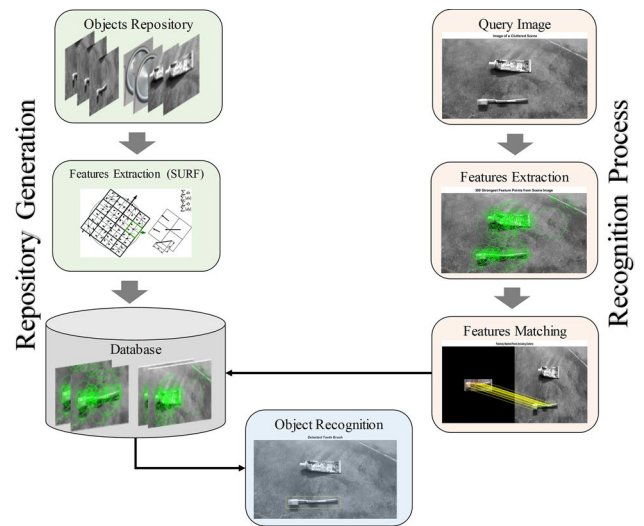 Objects Repository
Query Image
Image of a Cluttered Scene
Repository Generation
Recognition Process
Features Extraction (SURF)
Features Extraction
300 Strongest Feature Points from Scene Image
Database
Features Matching
Object Recognition
Detected Tooth Brush